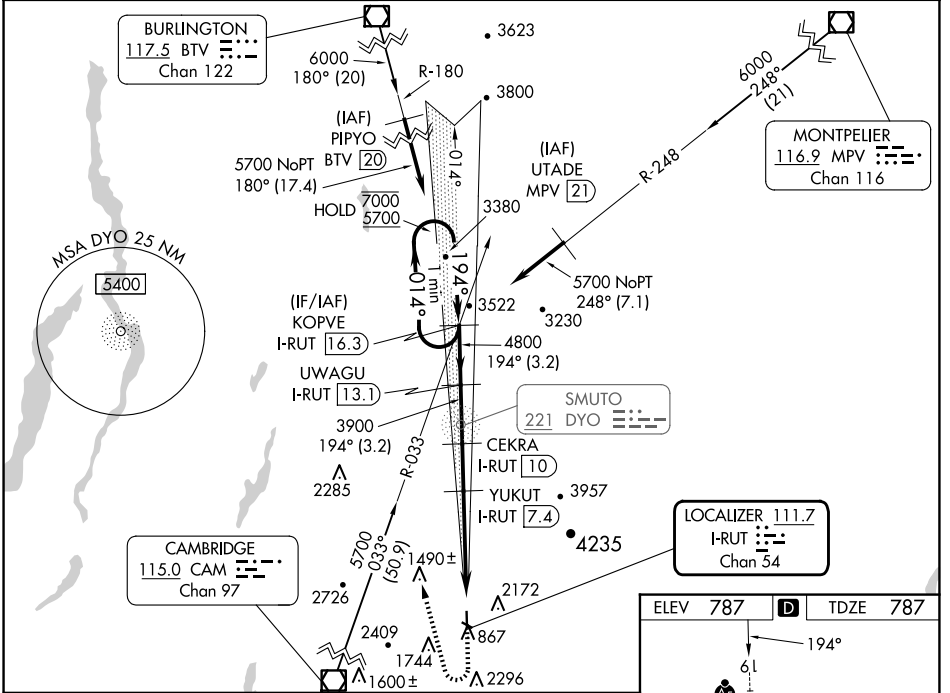 BURLINGTON
117.5 BTV
Chan 122
6000
180° (20)
R-180
3623
3800
6000
248°
(21)
MONTPELIER
116.9 MPV
Chan 116
(IAF)
PIPYO
BTV 20
5700 NoPT
180° (17.4)
014°
(IAF)
UTADE
MPV 21
R-248
HOLD 7000
5700
3380
MSA DYO 25 NM
5400
1 min
194°
014°
5700 NoPT
248° (7.1)
3522
3230
(IF/IAF)
KOPVE
I-RUT 16.3
4800
194° (3.2)
UWAGU
I-RUT 13.1
SMUTO
221 DYO
3900
194° (3.2)
R-033
CEKRA
I-RUT 10
2285
YUKUT
I-RUT 7.4
3957
4235
LOCALIZER 111.7
I-RUT
Chan 54
CAMBRIDGE
115.0 CAM
Chan 97
5700
033°
(50.9)
1490±
2726
2172
867
2409
1744
1600±
2296
ELEV 787 D TDZE 787
194°